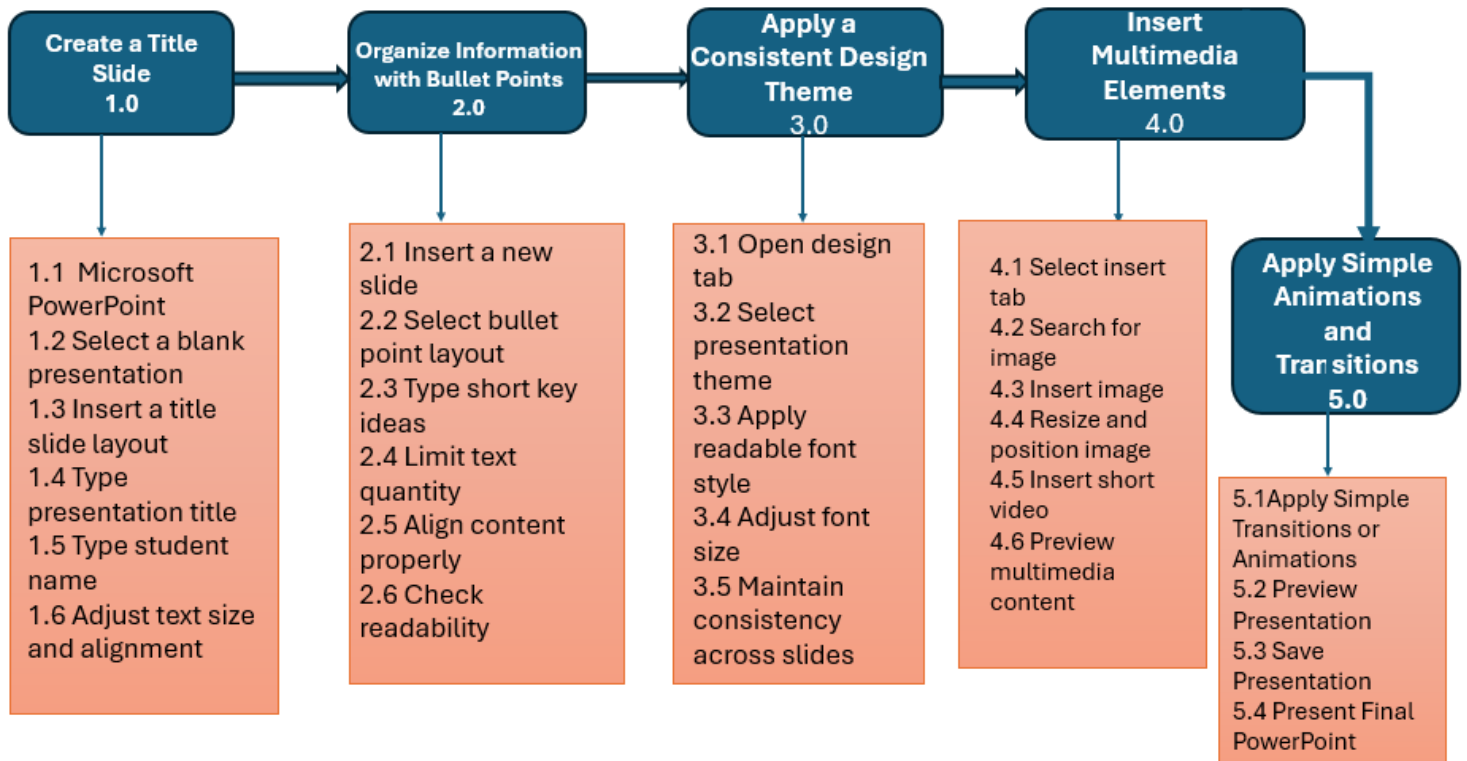 Create a Title
Slide
1.0
Organize Information
with Bullet Points
2.0
Apply a
Consistent Design
Theme
3.0
Insert
Multimedia
Elements
4.0
Apply Simple
Animations
and
Transitions
5.0
1.1 Microsoft
PowerPoint
1.2 Select a blank
presentation
1.3 Insert a title
slide layout
1.4 Type
presentation title
1.5 Type student
name
1.6 Adjust text size
and alignment
2.1 Insert a new
slide
2.2 Select bullet
point layout
2.3 Type short key
ideas
2.4 Limit text
quantity
2.5 Align content
properly
2.6 Check
readability
3.1 Open design
tab
3.2 Select
presentation
theme
3.3 Apply
readable font
style
3.4 Adjust font
size
3.5 Maintain
consistency
across slides
4.1 Select insert
tab
4.2 Search for
image
4.3 Insert image
4.4 Resize and
position image
4.5 Insert short
video
4.6 Preview
multimedia
content
5.1Apply Simple
Transitions or
Animations
5.2 Preview
Presentation
5.3 Save
Presentation
5.4 Present Final
PowerPoint